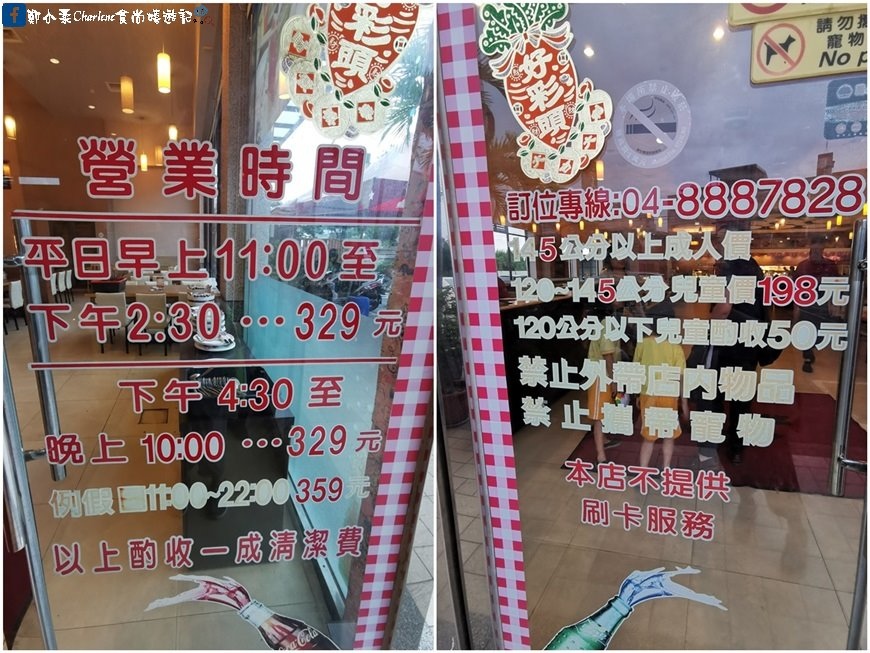 鄭小柔Charlene食尚嬉遊記
好彩頭
營業時間
平日早上11:00至
下午2:30…329元
下午4:30至
晚上10:00…329元
例假日11:00~22:00 359元
以上酌收一成清潔費
好彩頭
請勿攜
寵物
No p
訂位專線:04-8887828
145公分以上成人價
120~145公分兒童價198元
120公分以下兒童酌收50元
禁止外帶店內物品
禁止攜帶寵物
本店不提供
刷卡服務
Coca-Cola